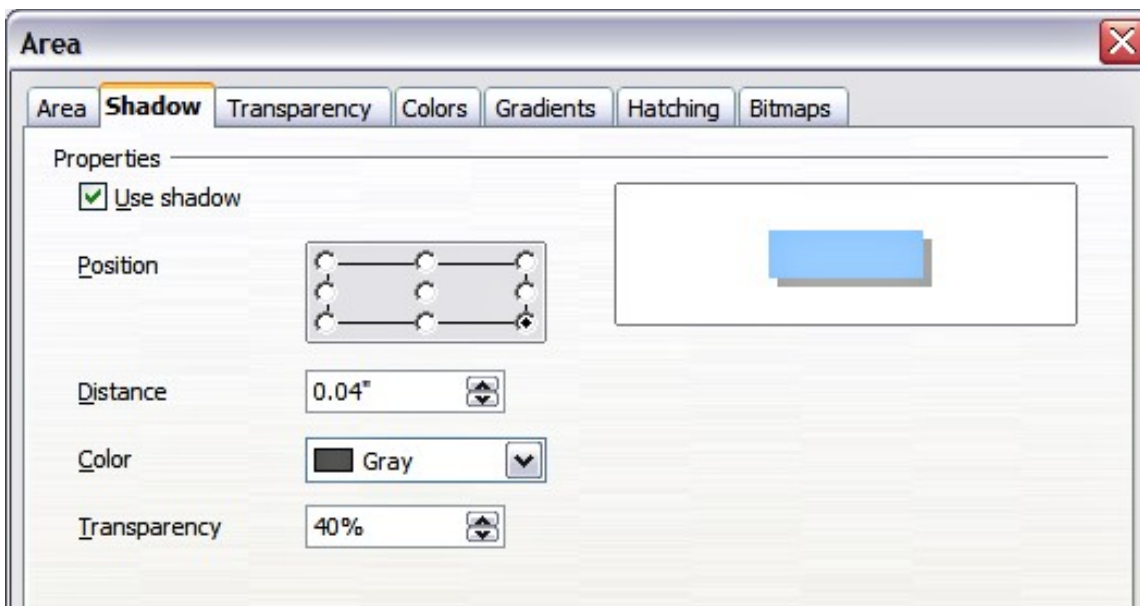 Area
Area Shadow Transparency Colors Gradients Hatching Bitmaps
Properties
Use shadow
Position
Distance 0.04"
Color Gray
Transparency 40%